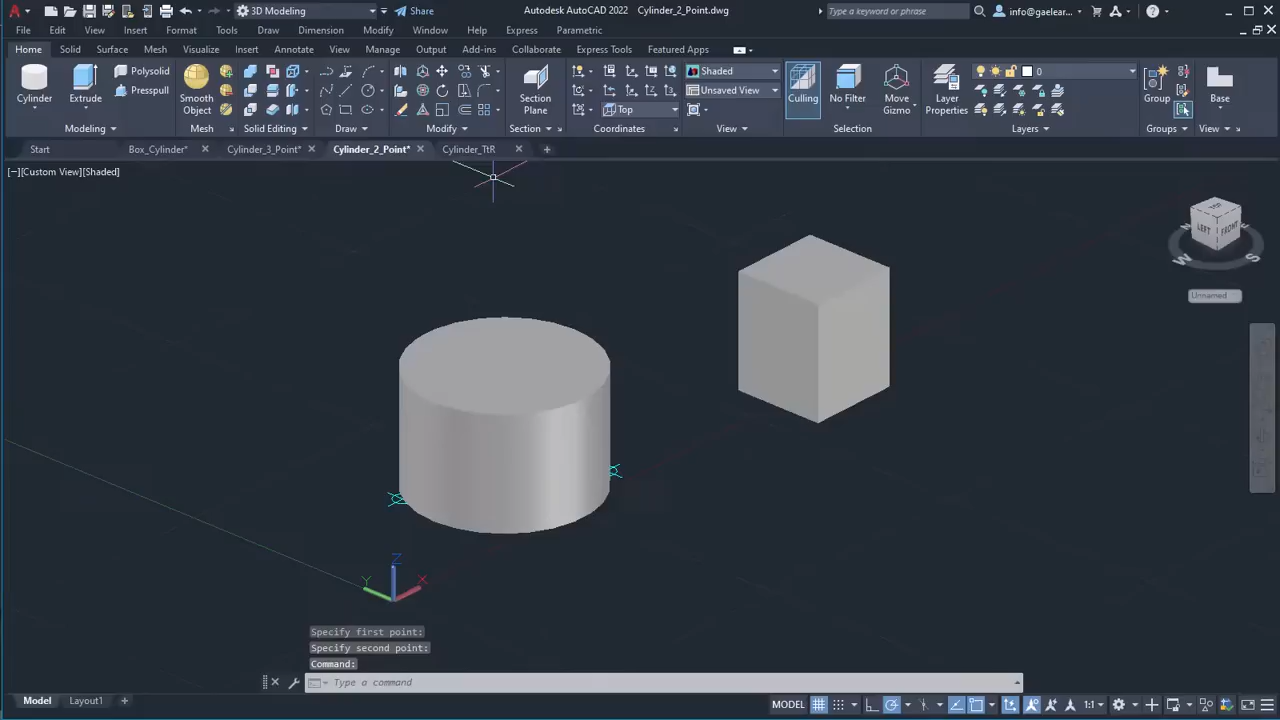 3D Modeling
Share
Autodesk AutoCAD 2022 Cylinder_2_Point.dwg
Type a keyword or phrase
info@gaelear...
File Edit View Insert Format Tools Draw Dimension Modify Window Help Express Parametric
Home Solid Surface Mesh Visualize Insert Annotate View Manage Output Add-ins Collaborate Express Tools Featured Apps
Polysolid
Presspull
Cylinder
Extrude
Smooth
Object
Section
Plane
Shaded
Unsaved View
Top
Culling
No Filter
Move
Gizmo
Layer
Properties
0
Group
Base
Modeling Mesh Solid Editing Draw Modify Section Coordinates View Selection Layers Groups View
Start Box_Cylinder* Cylinder_3_Point* Cylinder_2_Point* Cylinder_TtR
[−][Custom View][Shaded]
TOP
LEFT FRONT
W S
Unnamed
Z
Y X
Specify first point:
Specify second point:
Command:
Type a command
Model Layout1
MODEL
1:1